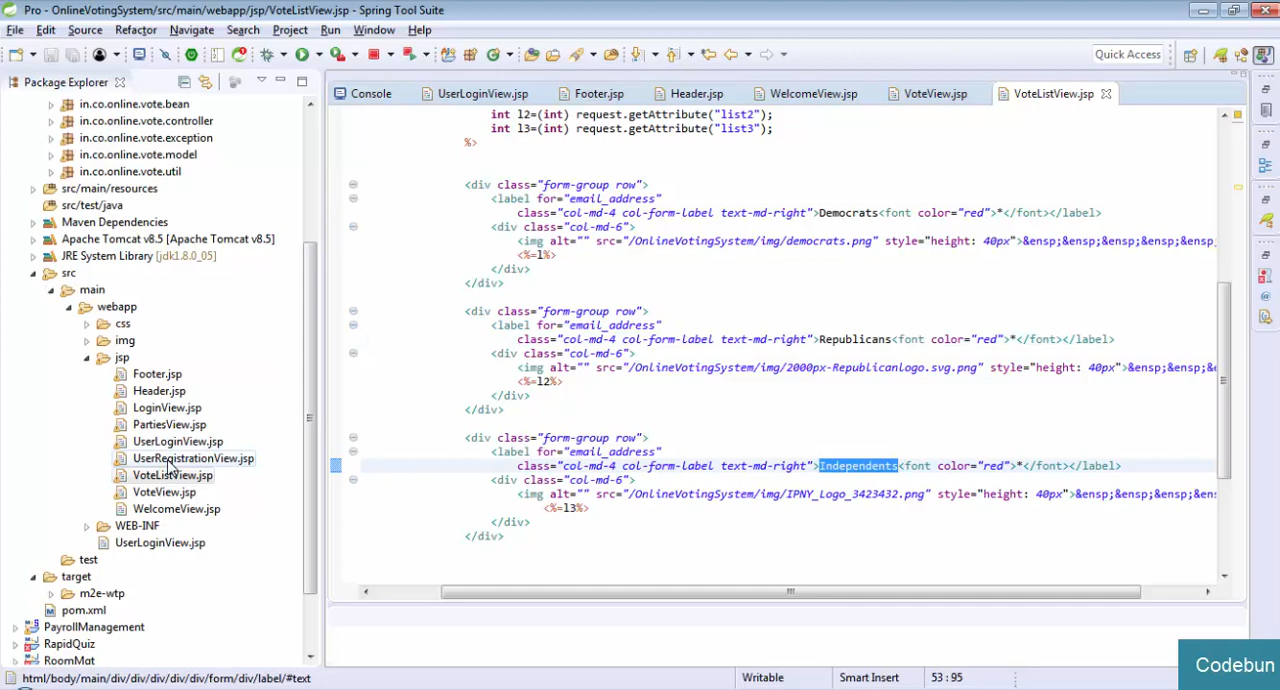 Pro - OnlineVotingSystem/src/main/webapp/jsp/VoteListView.jsp - Spring Tool Suite
File Edit Source Refactor Navigate Search Project Run Window Help
Quick Access
Package Explorer
Console UserLoginView.jsp Footer.jsp Header.jsp WelcomeView.jsp VoteView.jsp VoteListView.jsp
in.co.online.vote.bean
in.co.online.vote.controller
in.co.online.vote.exception
in.co.online.vote.model
in.co.online.vote.util
src/main/resources
src/test/java
Maven Dependencies
Apache Tomcat v8.5 [Apache Tomcat v8.5]
JRE System Library [jdk1.8.0_05]
src
main
webapp
css
img
jsp
Footer.jsp
Header.jsp
LoginView.jsp
PartiesView.jsp
UserLoginView.jsp
UserRegistrationView.jsp
VoteListView.jsp
VoteView.jsp
WelcomeView.jsp
WEB-INF
UserLoginView.jsp
test
target
m2e-wtp
pom.xml
PayrollManagement
RapidQuiz
RoomMat
int l2=(int) request.getAttribute("list2");
int l3=(int) request.getAttribute("list3");
%>
<div class="form-group row">
<label for="email_address"
class="col-md-4 col-form-label text-md-right">Democrats<font color="red">*</font></label>
<div class="col-md-6">
<img alt="" src="/OnlineVotingSystem/img/democrats.png" style="height: 40px">&ensp;&ensp;&ensp;&ensp;
<%=l%>
</div>
</div>
<div class="form-group row">
<label for="email_address"
class="col-md-4 col-form-label text-md-right">Republicans<font color="red">*</font></label>
<div class="col-md-6">
<img alt="" src="/OnlineVotingSystem/img/2000px-Republicanlogo.svg.png" style="height: 40px">&ensp;&ens
<%=l2%>
</div>
</div>
<div class="form-group row">
<label for="email_address"
class="col-md-4 col-form-label text-md-right">Independents<font color="red">*</font></label>
<div class="col-md-6">
<img alt="" src="/OnlineVotingSystem/img/IPNY_Logo_3423432.png" style="height: 40px">&ensp;&ensp;&ens
<%=l3%>
</div>
</div>
html/body/main/div/div/div/div/form/div/label/#text
Writable
Smart Insert
53 : 95
Codebun